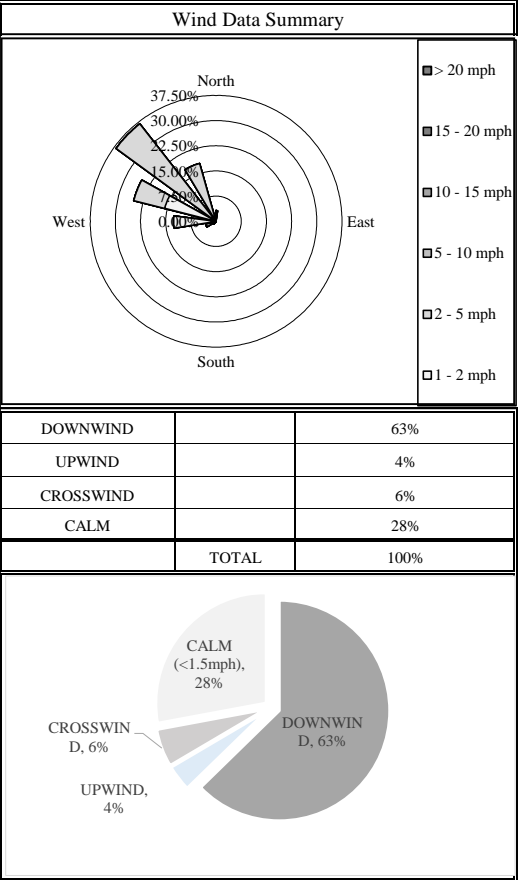 Wind Data Summary
North
37.50%
30.00%
22.50%
15.00%
7.50%
0.00%
West
East
South
> 20 mph
15 - 20 mph
10 - 15 mph
5 - 10 mph
2 - 5 mph
1 - 2 mph
DOWNWIND 63%
UPWIND 4%
CROSSWIND 6%
CALM 28%
TOTAL 100%
CALM
(<1.5mph),
28%
DOWNWIN
D, 63%
CROSSWIN
D, 6%
UPWIND,
4%